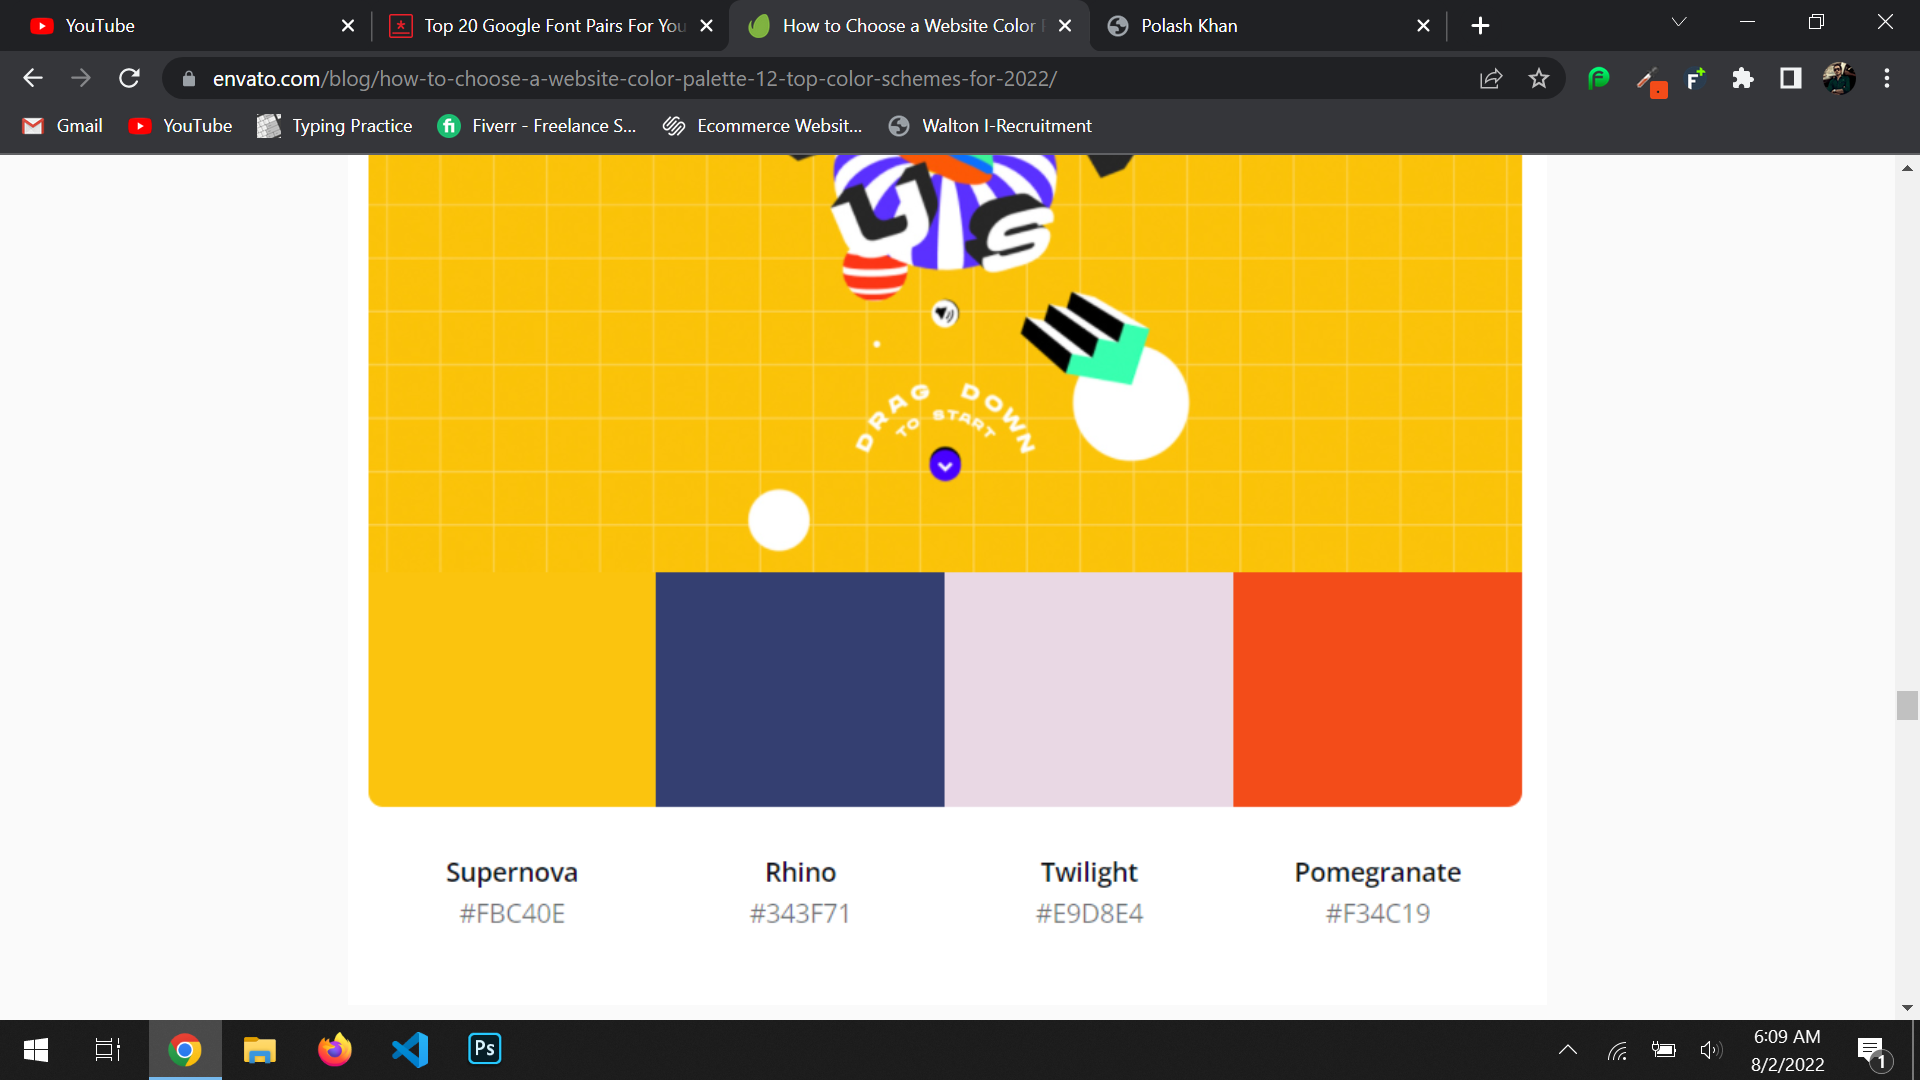 YouTube
Top 20 Google Font Pairs For You
How to Choose a Website Color
Polash Khan
envato.com/blog/how-to-choose-a-website-color-palette-12-top-color-schemes-for-2022/
Gmail
YouTube
Typing Practice
Fiverr - Freelance S...
Ecommerce Websit...
Walton I-Recruitment
US
DRAG DOWN
TO START
Supernova
Rhino
Twilight
Pomegranate
#FBC40E
#343F71
#E9D8E4
#F34C19
Ps
6:09 AM
8/2/2022
1